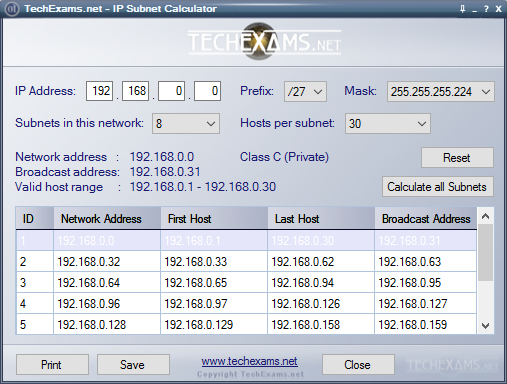 TechExams.net - IP Subnet Calculator
TECHEXAMS.NET
IP Address: 192 . 168 . 0 . 0 Prefix: /27 Mask: 255.255.255.224
Subnets in this network: 8 Hosts per subnet: 30
Network address : 192.168.0.0 Class C (Private) Reset
Broadcast address: 192.168.0.31
Valid host range : 192.168.0.1 - 192.168.0.30 Calculate all Subnets
ID Network Address First Host Last Host Broadcast Address
1 192.168.0.0 192.168.0.1 192.168.0.30 192.168.0.31
2 192.168.0.32 192.168.0.33 192.168.0.62 192.168.0.63
3 192.168.0.64 192.168.0.65 192.168.0.94 192.168.0.95
4 192.168.0.96 192.168.0.97 192.168.0.126 192.168.0.127
5 192.168.0.128 192.168.0.129 192.168.0.158 192.168.0.159
Print Save www.techexams.net Close TECHEXAMS.NET
Copyright TechExams.net